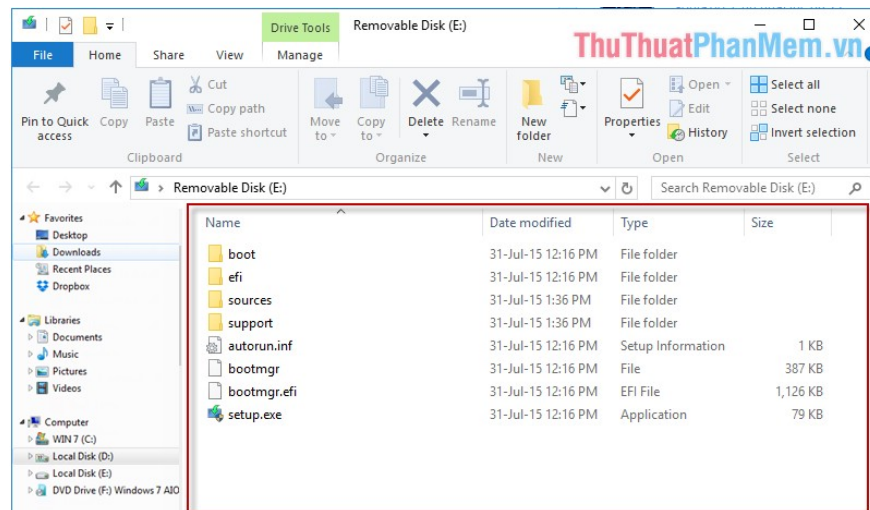 Drive Tools Removable Disk (E:)
ThuThuatPhanMem.vn
File Home Share View Manage
Pin to Quick access
Copy
Paste
Cut
Copy path
Paste shortcut
Clipboard
Move to
Copy to
Delete
Rename
Organize
New folder
New
Properties
Open
Edit
History
Open
Select all
Select none
Invert selection
Select
Removable Disk (E:)
Search Removable Disk (E:)
Favorites
Desktop
Downloads
Recent Places
Dropbox
Libraries
Documents
Music
Pictures
Videos
Computer
WIN 7 (C:)
Local Disk (D:)
Local Disk (E:)
DVD Drive (F:) Windows 7 AIO
Name Date modified Type Size
boot 31-Jul-15 12:16 PM File folder
efi 31-Jul-15 12:16 PM File folder
sources 31-Jul-15 1:36 PM File folder
support 31-Jul-15 1:36 PM File folder
autorun.inf 31-Jul-15 12:16 PM Setup Information 1 KB
bootmgr 31-Jul-15 12:16 PM File 387 KB
bootmgr.efi 31-Jul-15 12:16 PM EFI File 1,126 KB
setup.exe 31-Jul-15 12:16 PM Application 79 KB